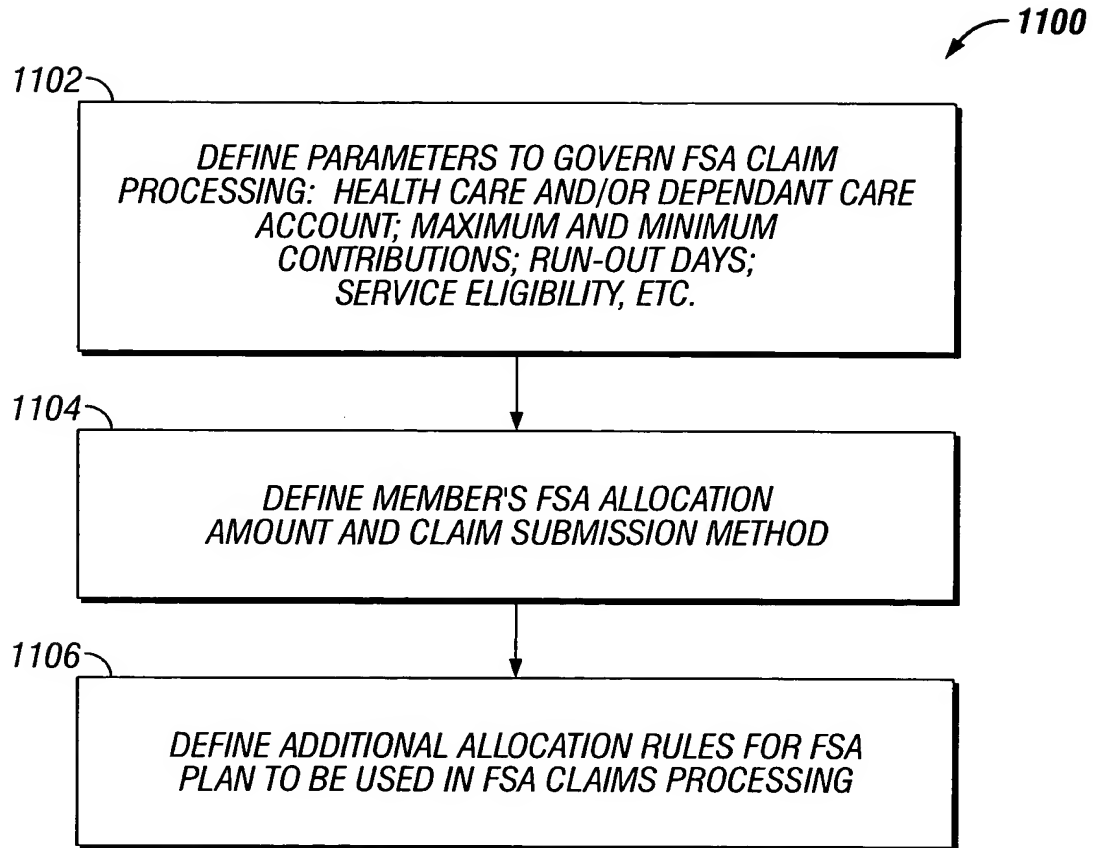 1100
1102
DEFINE PARAMETERS TO GOVERN FSA CLAIM
PROCESSING: HEALTH CARE AND/OR DEPENDANT CARE
ACCOUNT; MAXIMUM AND MINIMUM
CONTRIBUTIONS; RUN-OUT DAYS;
SERVICE ELIGIBILITY, ETC.
1104
DEFINE MEMBER'S FSA ALLOCATION
AMOUNT AND CLAIM SUBMISSION METHOD
1106
DEFINE ADDITIONAL ALLOCATION RULES FOR FSA
PLAN TO BE USED IN FSA CLAIMS PROCESSING